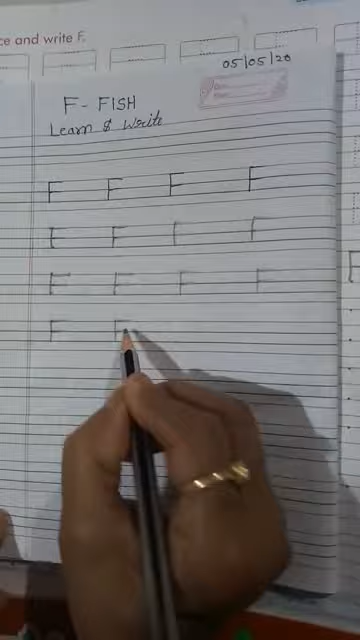 ce and write F.
05/05/20
F - FISH
Learn & Write
F F F F
F F F F
F F F F
F F
F